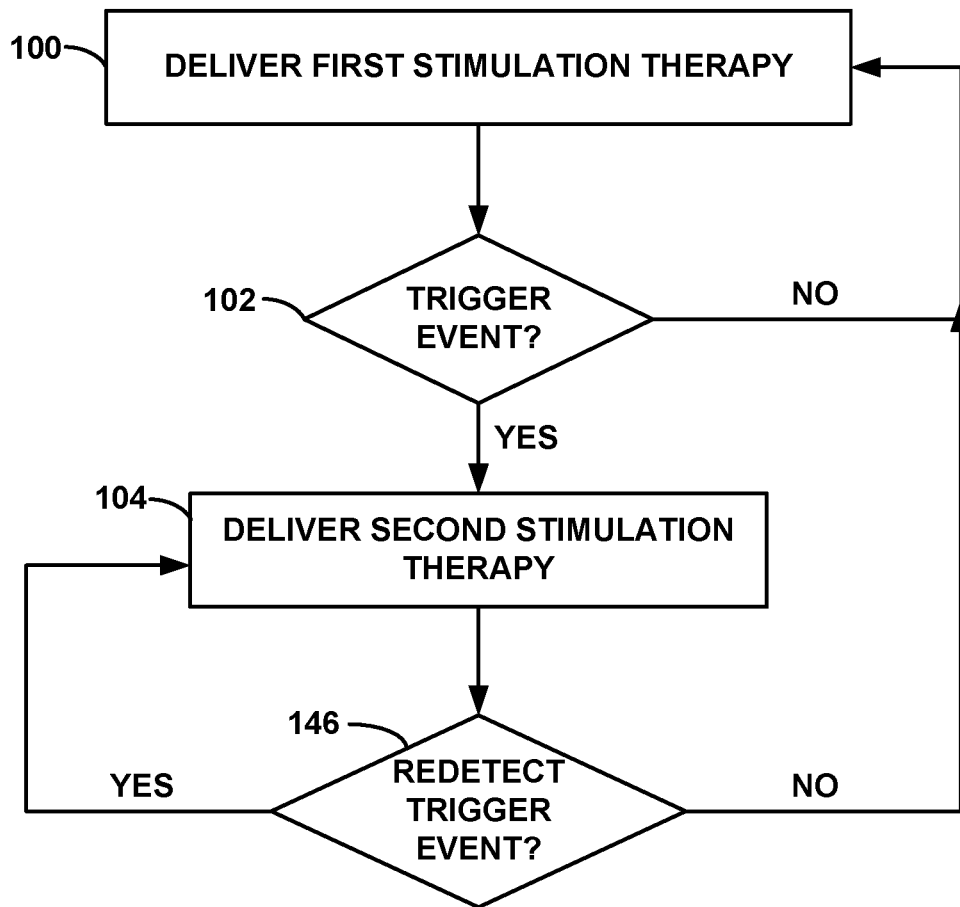 100
DELIVER FIRST STIMULATION THERAPY
102
TRIGGER
EVENT?
NO
YES
104
DELIVER SECOND STIMULATION
THERAPY
146
REDETECT
TRIGGER
EVENT?
YES
NO